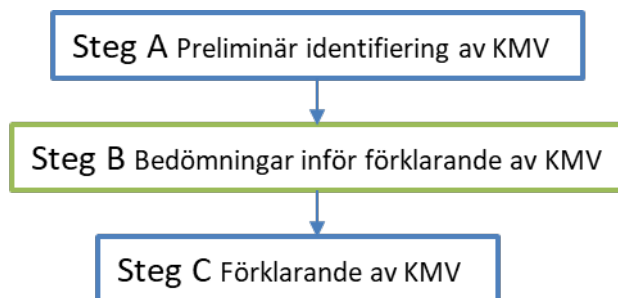 Steg A Preliminär identifiering av KMV
Steg B Bedömningar inför förklarande av KMV
Steg C Förklarande av KMV